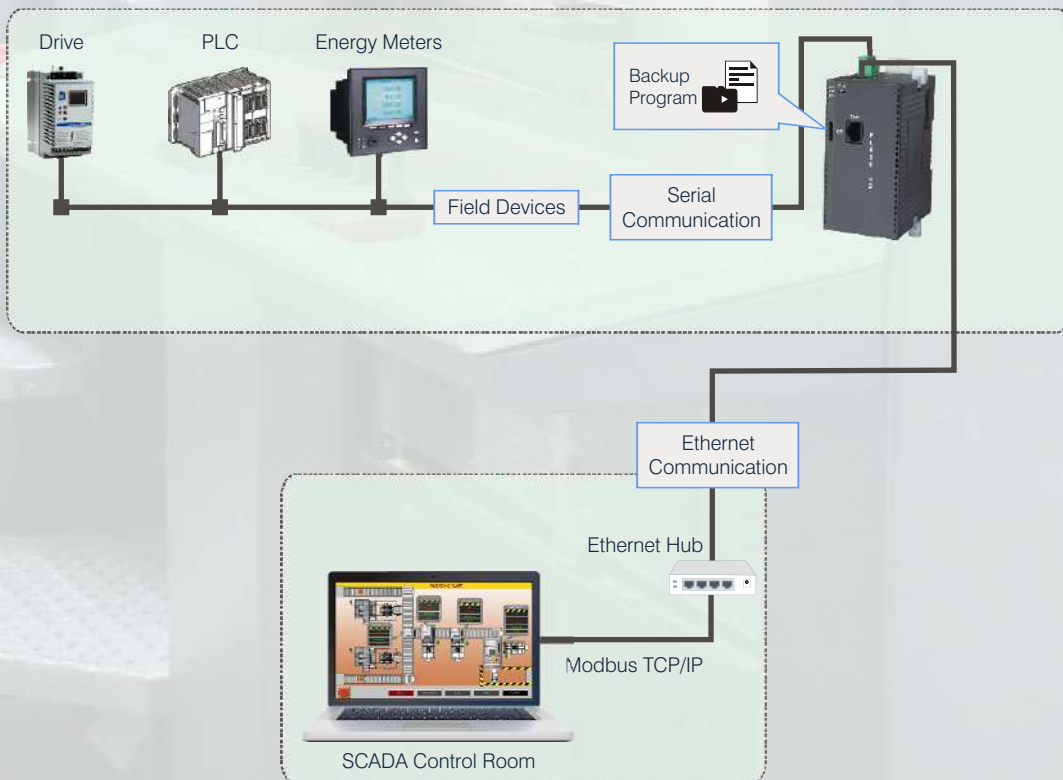 Drive
PLC
Energy Meters
Backup
Program
Field Devices
Serial
Communication
Ethernet
Communication
Ethernet Hub
Modbus TCP/IP
SCADA Control Room